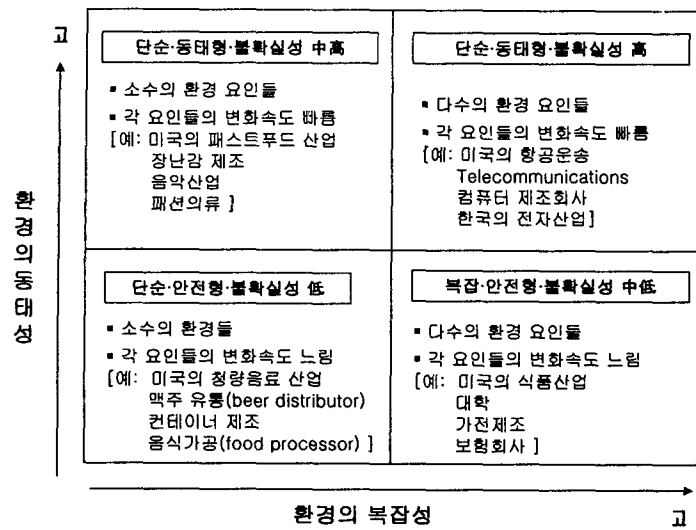 고
단순·동태형·불확실성 中高
▪ 소수의 환경 요인들
▪ 각 요인들의 변화속도 빠름
[예: 미국의 패스트푸드 산업
장난감 제조
음악산업
패션의류 ]
단순·동태형·불확실성 高
▪ 다수의 환경 요인들
▪ 각 요인들의 변화속도 빠름
[예: 미국의 항공운송
Telecommunications
컴퓨터 제조회사
한국의 전자산업]
환경의 동태성
단순·안전형·불확실성 低
▪ 소수의 환경들
▪ 각 요인들의 변화속도 느림
[예: 미국의 청량음료 산업
맥주 유통(beer distributor)
컨테이너 제조
음식가공(food processor) ]
복잡·안전형·불확실성 中低
▪ 다수의 환경 요인들
▪ 각 요인들의 변화속도 느림
[예: 미국의 식품산업
대학
가전제조
보험회사 ]
환경의 복잡성
고